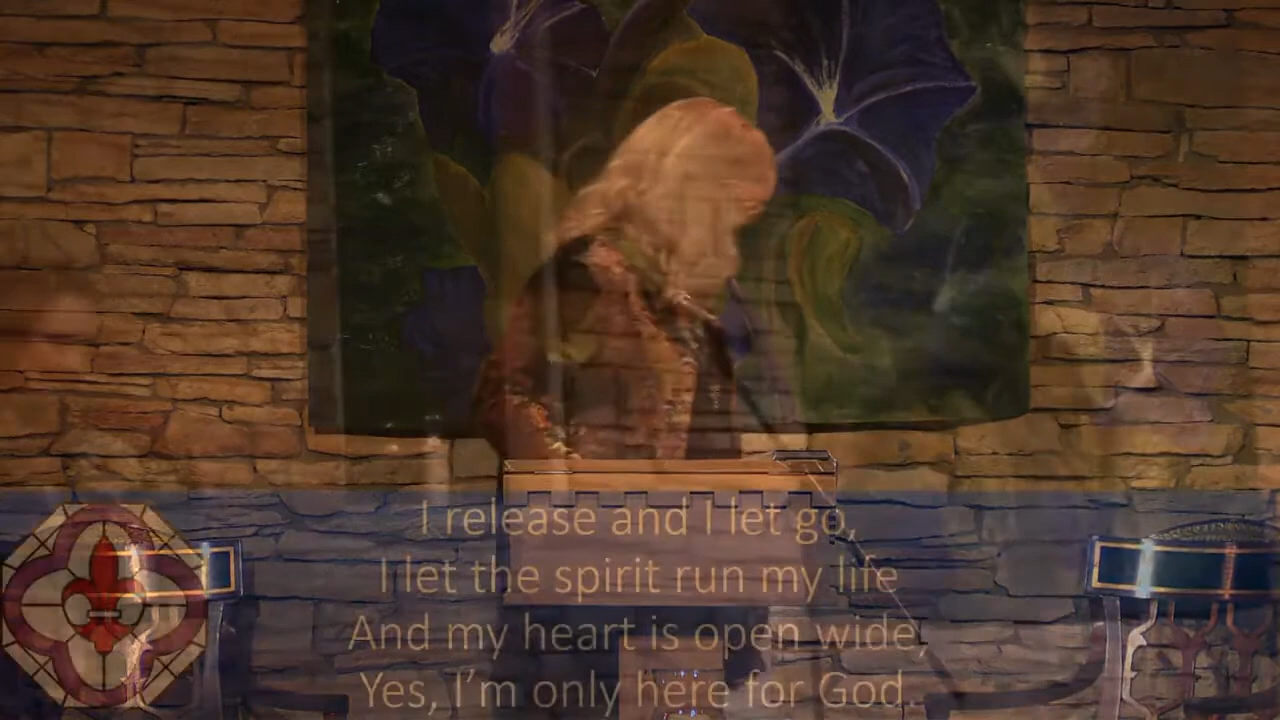 I release and I let go,
I let the spirit run my life
And my heart is open wide,
Yes, I'm only here for God.